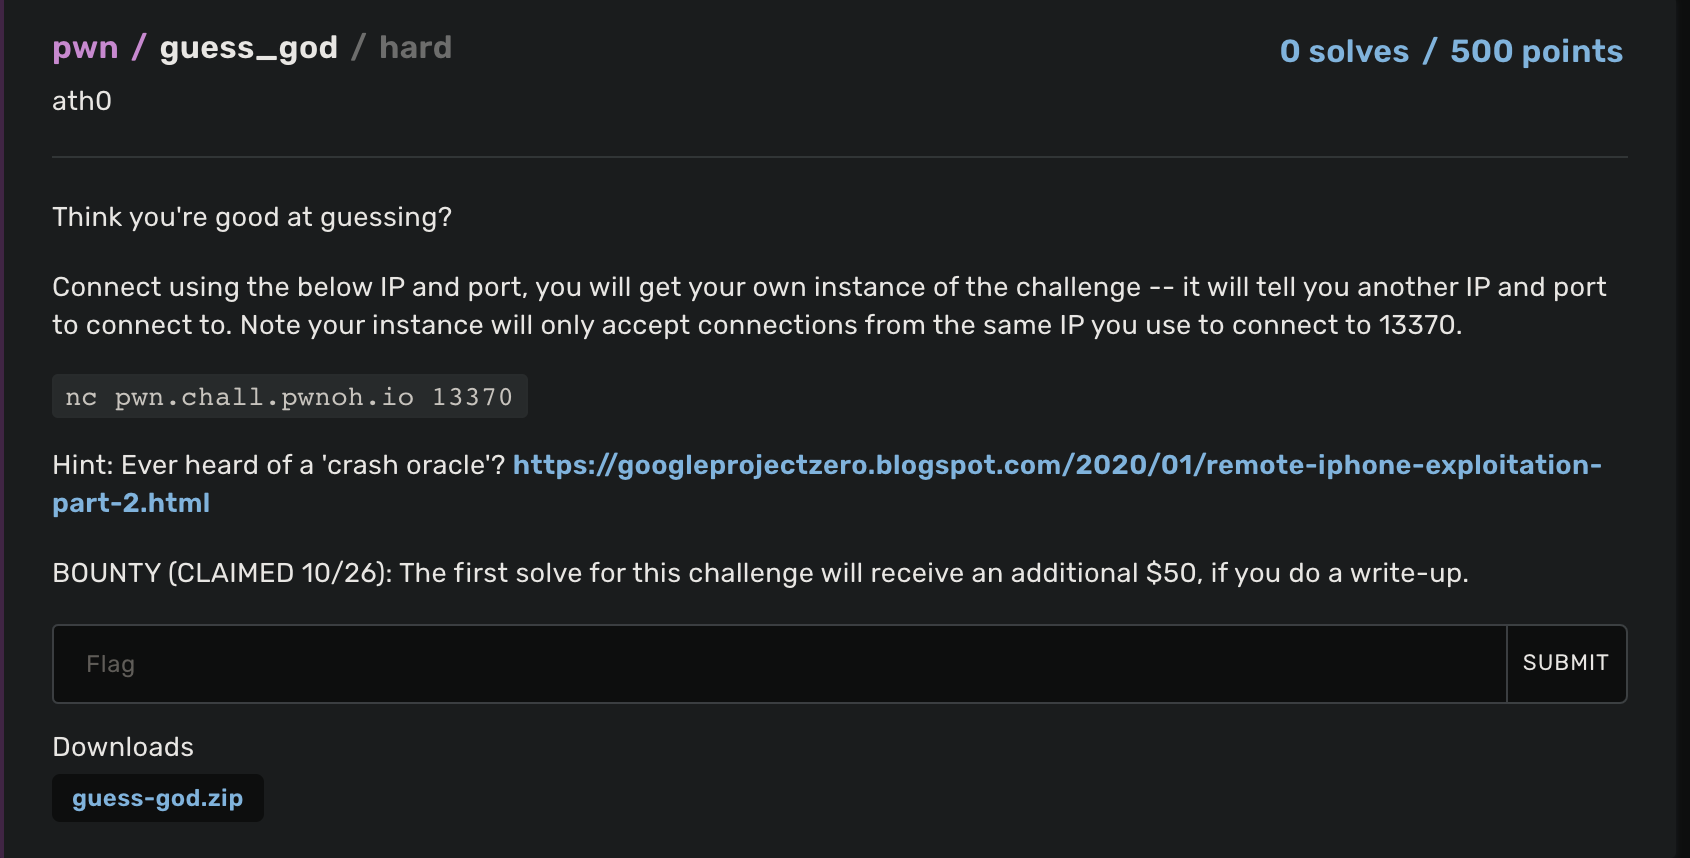 pwn / guess_god / hard
0 solves / 500 points
ath0
Think you're good at guessing?
Connect using the below IP and port, you will get your own instance of the challenge -- it will tell you another IP and port
to connect to. Note your instance will only accept connections from the same IP you use to connect to 13370.
nc pwn.chall.pwnoh.io 13370
Hint: Ever heard of a 'crash oracle'? https://googleprojectzero.blogspot.com/2020/01/remote-iphone-exploitation-
part-2.html
BOUNTY (CLAIMED 10/26): The first solve for this challenge will receive an additional $50, if you do a write-up.
Flag
SUBMIT
Downloads
guess-god.zip